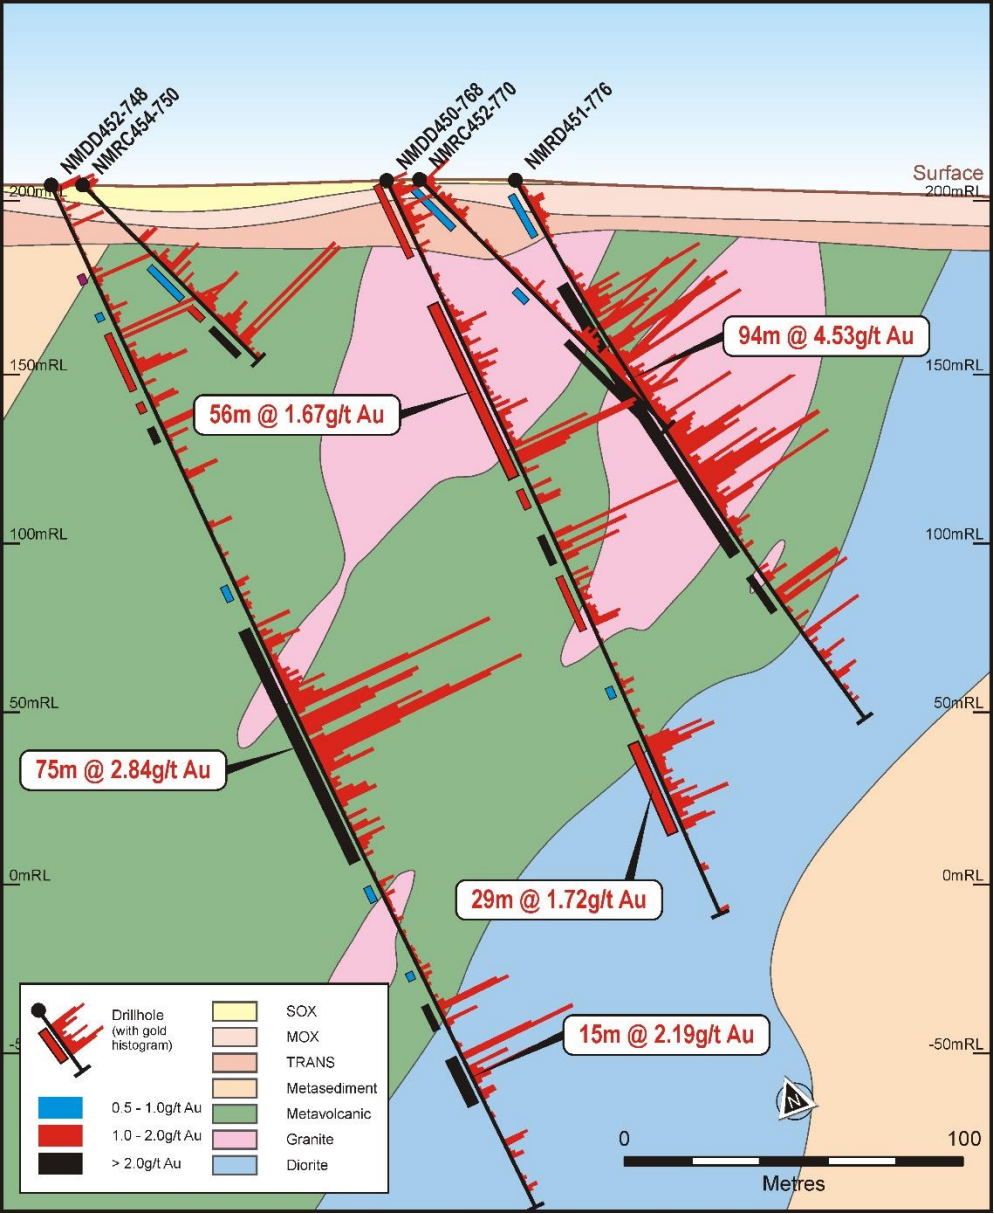 NMDD452-748
NMRC454-750
NMDD450-768
NMRC452-770
NMRD451-776
Surface
200mRL
200mRL
94m @ 4.53g/t Au
150mRL
150mRL
56m @ 1.67g/t Au
100mRL
100mRL
50mRL
50mRL
75m @ 2.84g/t Au
0mRL
0mRL
29m @ 1.72g/t Au
15m @ 2.19g/t Au
-5
-50mRL
Drillhole
(with gold
histogram)
0.5 - 1.0g/t Au
1.0 - 2.0g/t Au
> 2.0g/t Au
SOX
MOX
TRANS
Metasediment
Metavolcanic
Granite
Diorite
N
0 100
Metres